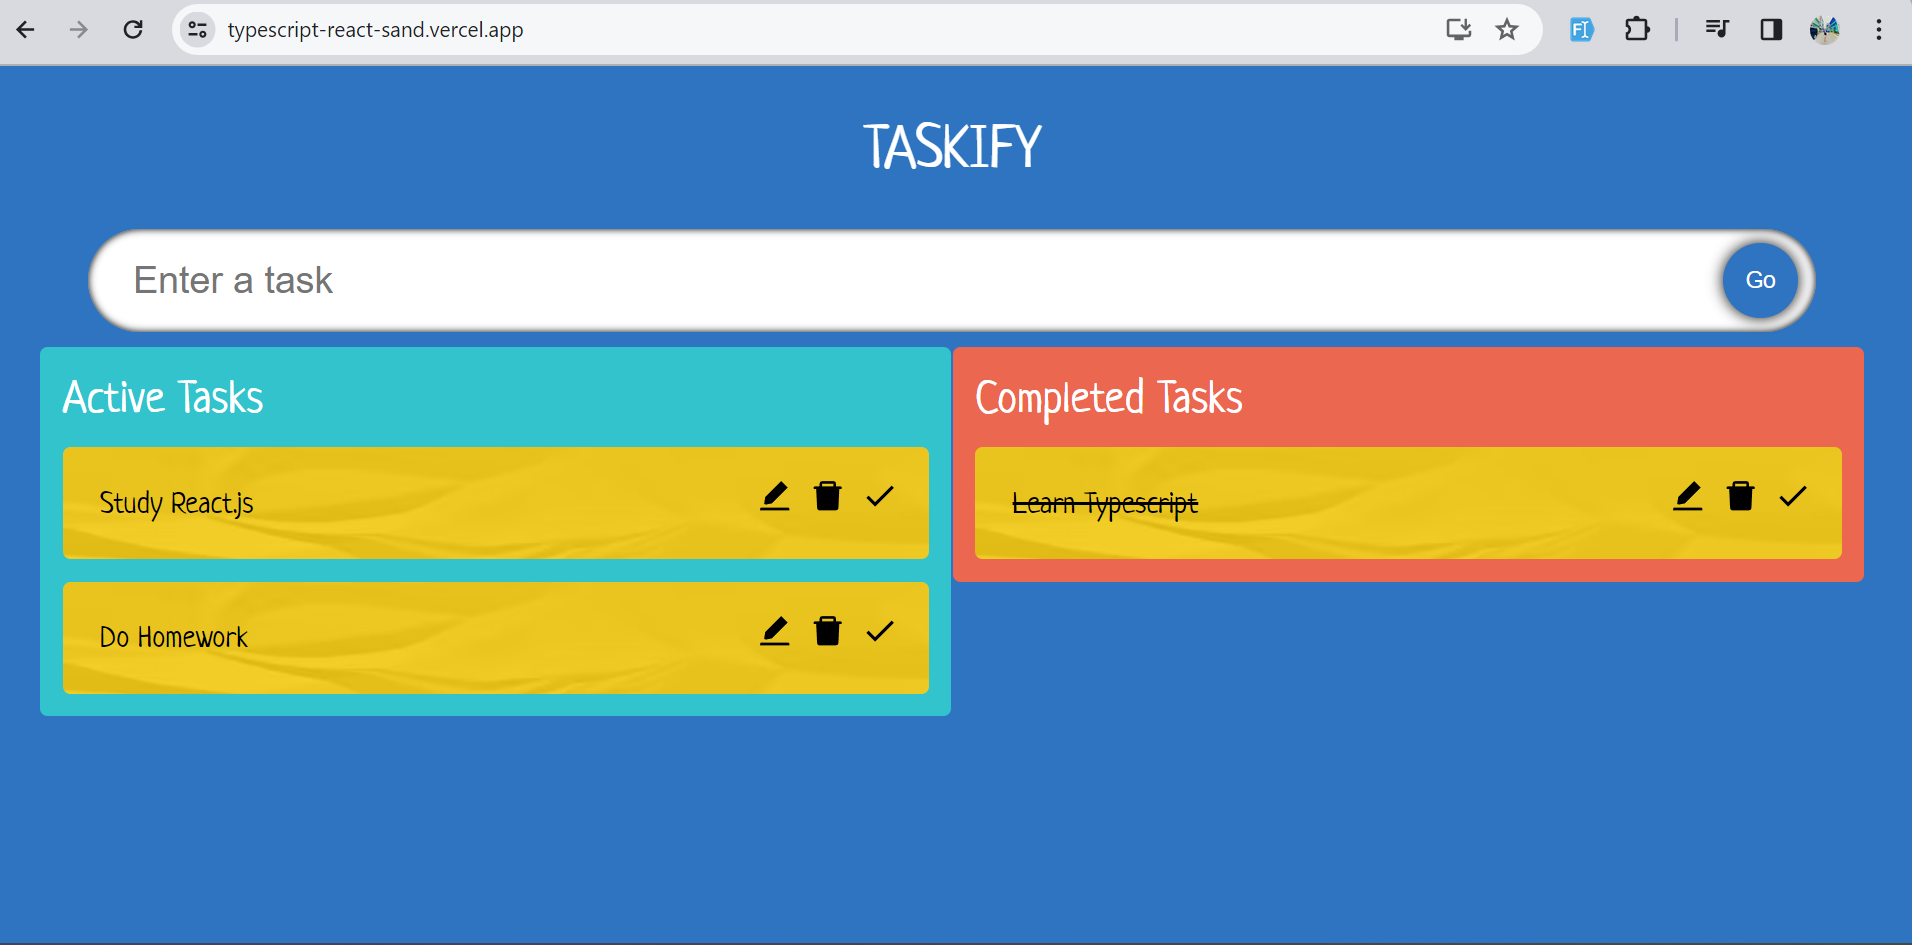 typescript-react-sand.vercel.app
TASKIFY
Enter a task
Go
Active Tasks
Study React.js
Do Homework
Completed Tasks
Learn Typescript